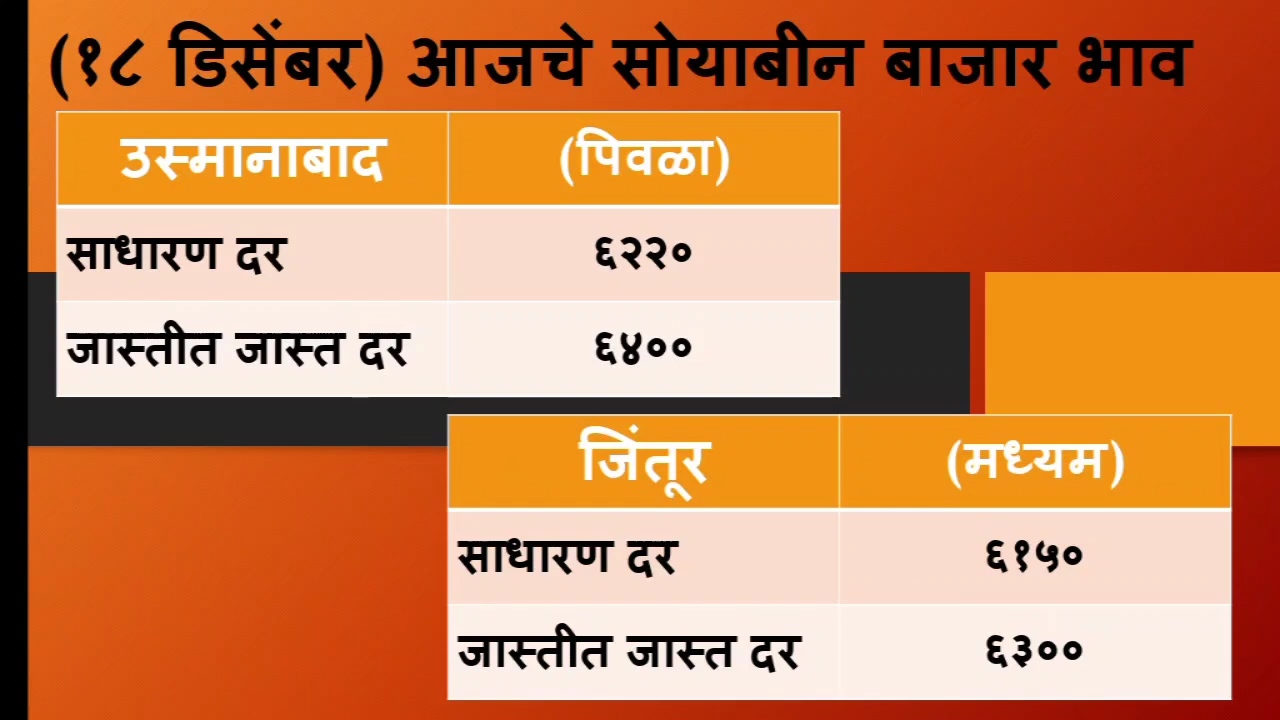 (१८ डिसेंबर) आजचे सोयाबीन बाजार भाव
उस्मानाबाद (पिवळा)
साधारण दर ६२२०
जास्तीत जास्त दर ६४००
जिंतूर (मध्यम)
साधारण दर ६१५०
जास्तीत जास्त दर ६३००